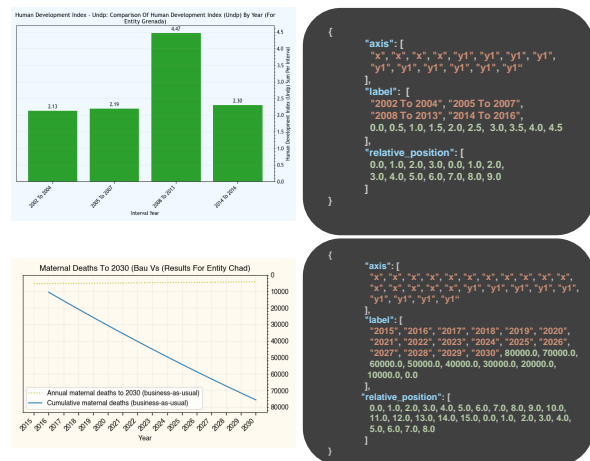 Human Development Index - Undp: Comparison Of Human Development Index (Undp) By Year (For
Entity Grenada)
4.47
2.13
2.19
2.30
4.5
4.0
3.5
3.0
2.5
2.0
1.5
1.0
0.5
0.0
Human Development Index (Undp) Sum Per Interval
2002 To 2004
2005 To 2007
2008 To 2013
2014 To 2016
Interval Year
{
"axis": [
"x", "x", "x", "x", "y1", "y1", "y1", "y1",
"y1", "y1", "y1", "y1", "y1", "y1"
],
"label": [
"2002 To 2004", "2005 To 2007",
"2008 To 2013", "2014 To 2016",
0.0, 0.5, 1.0, 1.5, 2.0, 2.5, 3.0, 3.5, 4.0, 4.5
],
"relative_position": [
0.0, 1.0, 2.0, 3.0, 0.0, 1.0, 2.0,
3.0, 4.0, 5.0, 6.0, 7.0, 8.0, 9.0
]
}
Maternal Deaths To 2030 (Bau Vs (Results For Entity Chad)
0
10000
20000
30000
40000
50000
60000
70000
80000
Annual maternal deaths to 2030 (business-as-usual)
Cumulative maternal deaths (business-as-usual)
2015
2016
2017
2018
2019
2020
2021
2022
2023
2024
2025
2026
2027
2028
2029
2030
Year
{
"axis": [
"x", "x", "x", "x", "x", "x", "x", "x", "x", "x", "x", "x",
"x", "x", "x", "x", "y1", "y1", "y1", "y1", "y1",
"y1", "y1", "y1", "y1"
],
"label": [
"2015", "2016", "2017", "2018", "2019", "2020",
"2021", "2022", "2023", "2024", "2025", "2026",
"2027", "2028", "2029", "2030", 80000.0, 70000.0,
60000.0, 50000.0, 40000.0, 30000.0, 20000.0,
10000.0, 0.0
],
"relative_position": [
0.0, 1.0, 2.0, 3.0, 4.0, 5.0, 6.0, 7.0, 8.0, 9.0, 10.0,
11.0, 12.0, 13.0, 14.0, 15.0, 0.0, 1.0, 2.0, 3.0, 4.0,
5.0, 6.0, 7.0, 8.0
]
}